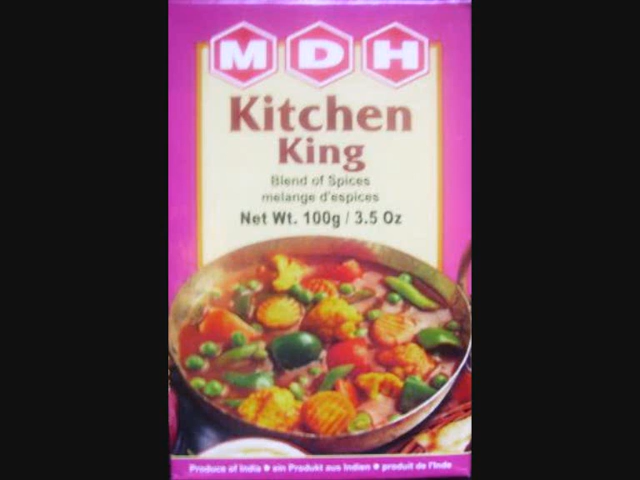 MDH
Kitchen
King
Blend of Spices
melange d'espices
Net Wt. 100g / 3.5 Oz
Produce of India • ein Produkt aus Indien • produit de l'Inde